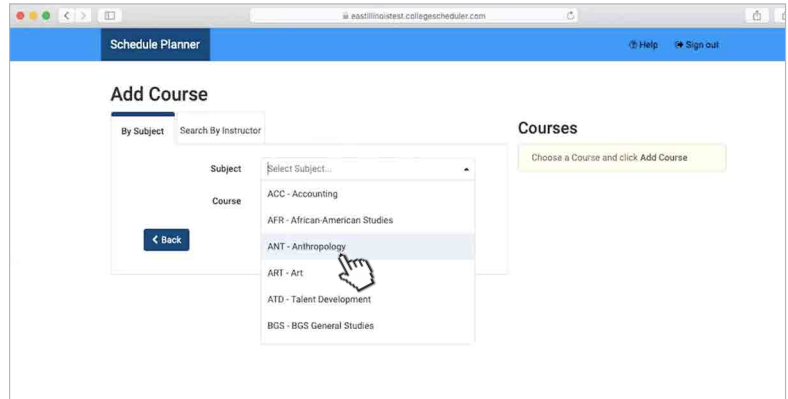 eastillinoistest.collegescheduler.com
Schedule Planner
Help
Sign out
Add Course
By Subject
Search By Instructor
Subject
Select Subject...
Course
ACC - Accounting
AFR - African-American Studies
ANT - Anthropology
ART - Art
ATD - Talent Development
BGS - BGS General Studies
Back
Courses
Choose a Course and click Add Course